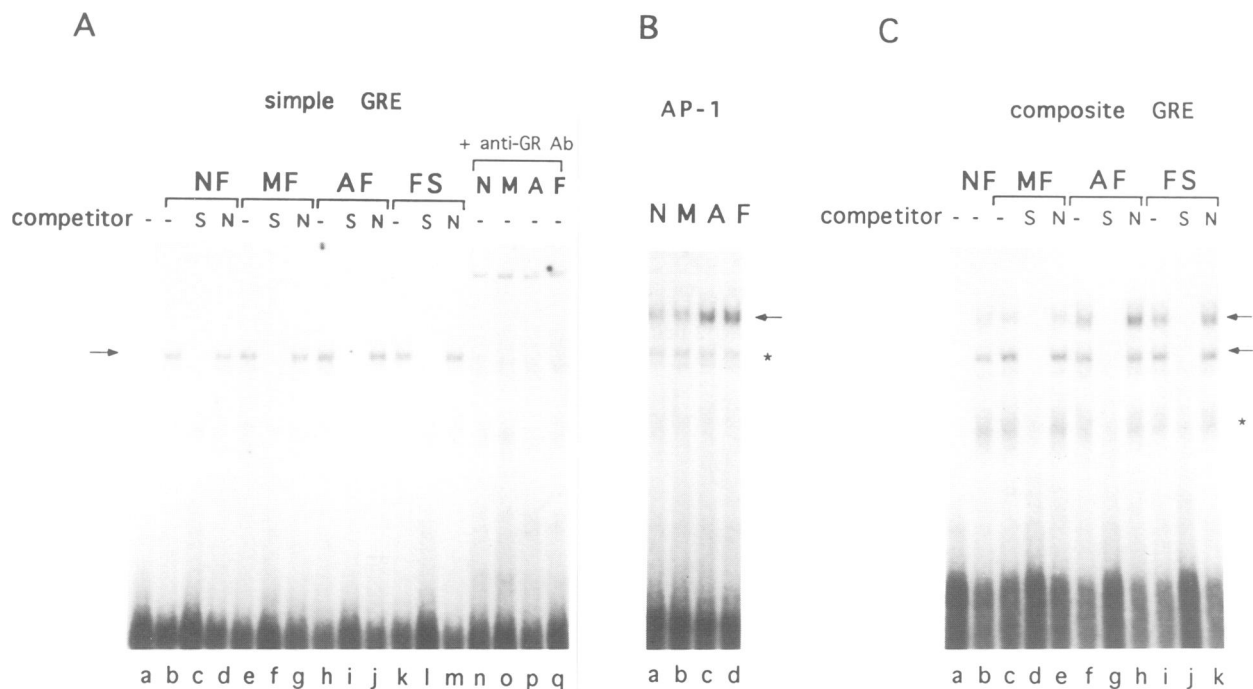 A
simple GRE
+ anti-GR Ab
NF MF AF FS N M A F
competitor - - S N - S N - S N - S N - - - -
a b c d e f g h i j k l m n o p q
B
AP-1
N M A F
*
a b c d
C
composite GRE
NF MF AF FS
competitor - - S N - S N - S N
*
a b c d e f g h i j k